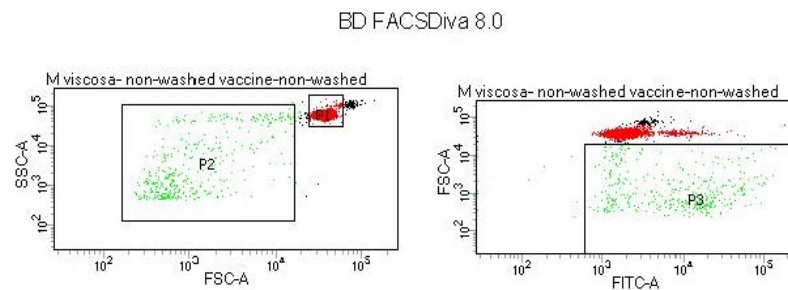 BD FACSDiva 8.0
M viscosa- non-washed vaccine-non-washed
SSC-A
10^5
10^4
10^3
10^2
P1
P2
10^2 10^3 10^4 10^5
FSC-A
M viscosa- non-washed vaccine-non-washed
FSC-A
10^5
10^4
10^3
10^2
P3
10^2 10^3 10^4 10^5
FITC-A